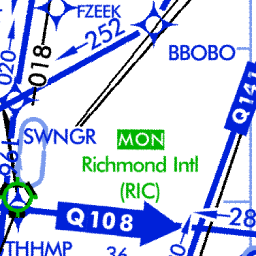 FZEEK
252
BBOBO
018
020
Q141
SWNGR
MON
Richmond Intl
(RIC)
Q108
28
THHMP
36